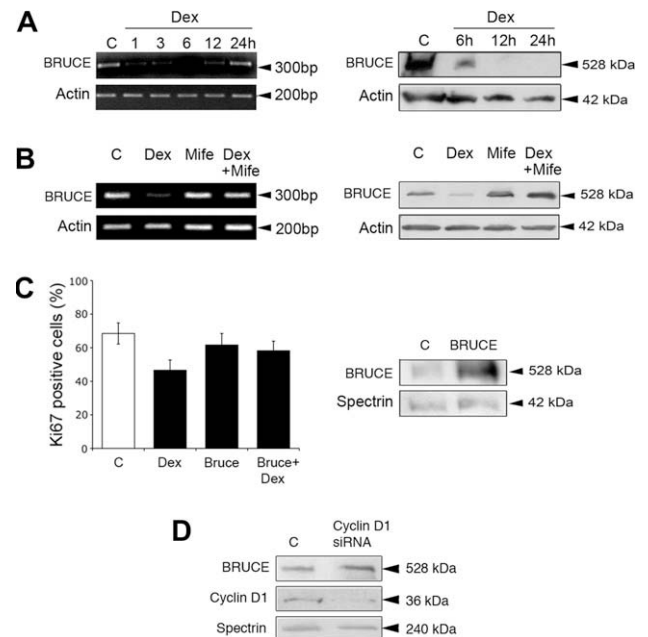 A
Dex
C 1 3 6 12 24h
BRUCE 300bp
Actin 200bp
Dex
C 6h 12h 24h
BRUCE 528 kDa
Actin 42 kDa
B
C Dex Mife Dex
+Mife
BRUCE 300bp
Actin 200bp
C Dex Mife Dex
+Mife
BRUCE 528 kDa
Actin 42 kDa
C
Ki67 positive cells (%)
100
80
60
40
20
0
C Dex Bruce Bruce+
Dex
C BRUCE
BRUCE 528 kDa
Spectrin 42 kDa
D
Cyclin D1
C siRNA
BRUCE 528 kDa
Cyclin D1 36 kDa
Spectrin 240 kDa